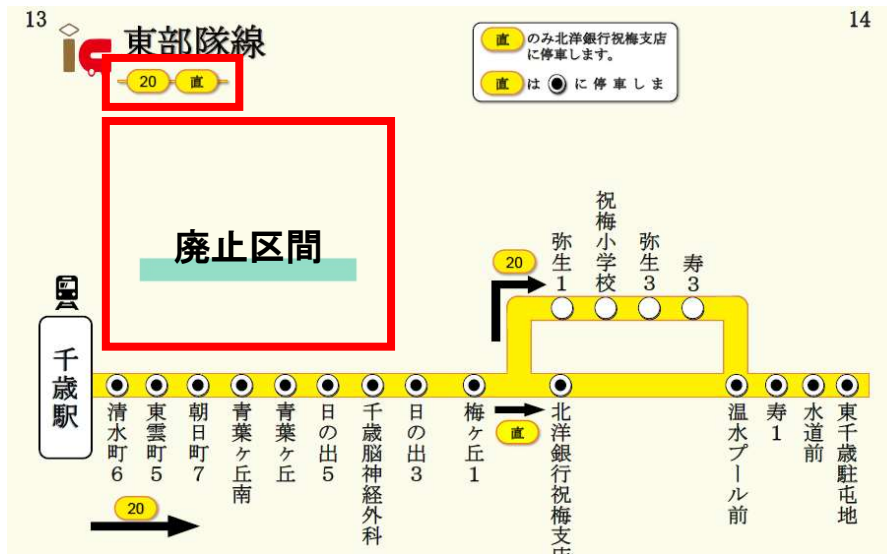 13
14
東部隊線
20 直
直 のみ北洋銀行祝梅支店
に停車します。
直 は に停車しま
廃止区間
20
弥生1
祝梅小学校
弥生3
寿3
千歳駅
清水町6
東雲町5
朝日町7
青葉ヶ丘南
青葉ヶ丘
日の出5
千歳脳神経外科
日の出3
梅ヶ丘1
直
北洋銀行祝梅支店
温水プール前
寿1
水道前
東千歳駐屯地
20